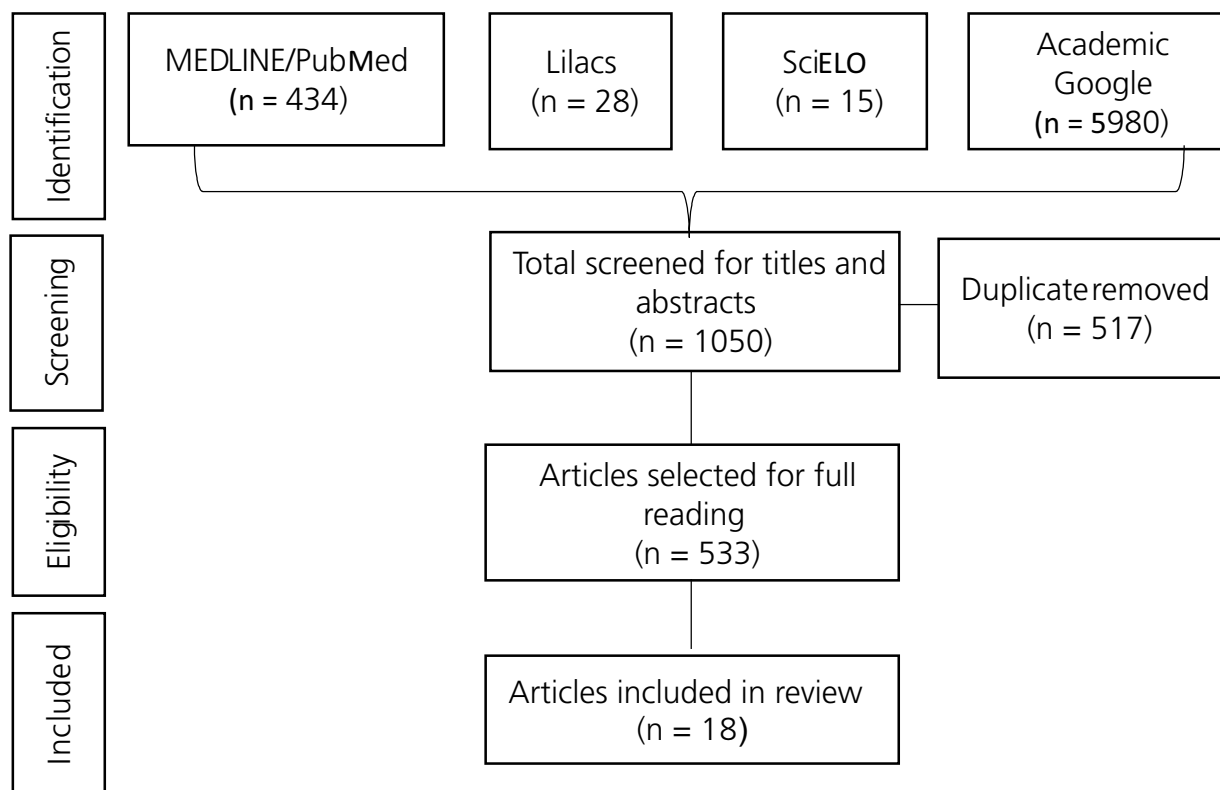 Identification
MEDLINE/PubMed
(n = 434)
Lilacs
(n = 28)
SciELO
(n = 15)
Academic
Google
(n = 5980)
Screening
Total screened for titles and
abstracts
(n = 1050)
Duplicate removed
(n = 517)
Eligibility
Articles selected for full
reading
(n = 533)
Included
Articles included in review
(n = 18)